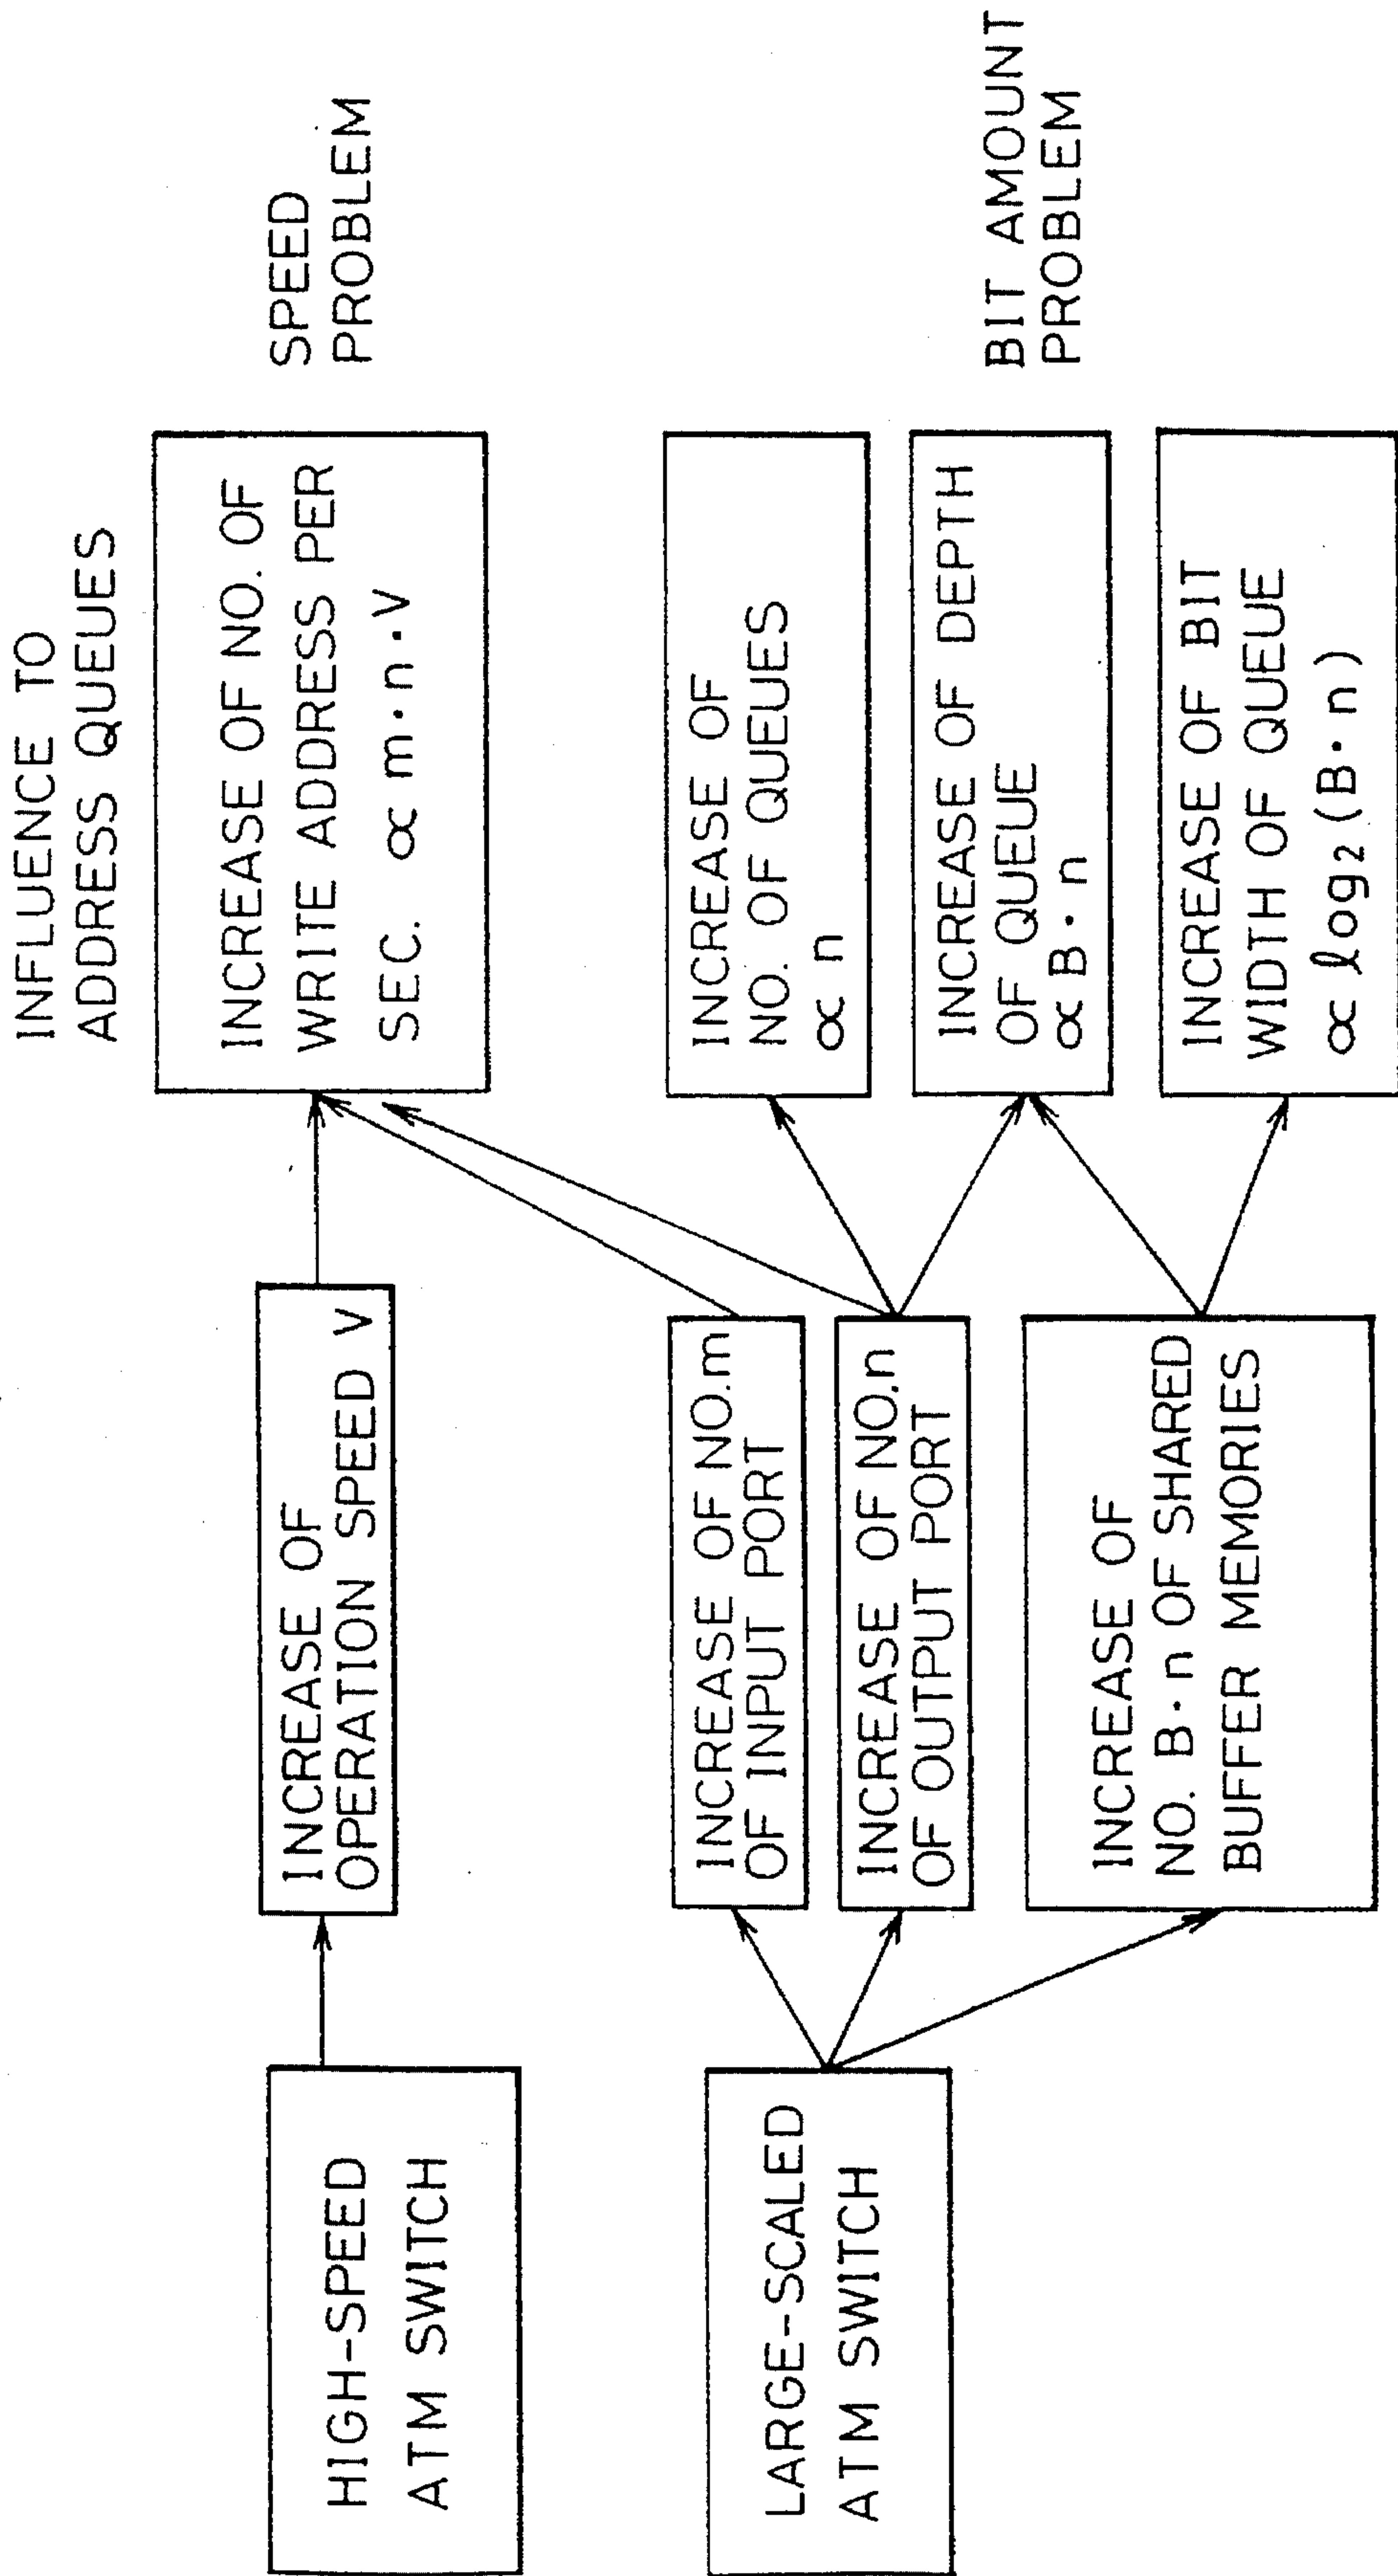 INFLUENCE TO
ADDRESS QUEUES
HIGH-SPEED
ATM SWITCH
INCREASE OF
OPERATION SPEED V
INCREASE OF NO. OF
WRITE ADDRESS PER
SEC. ∝ m·n·V
SPEED
PROBLEM
LARGE-SCALED
ATM SWITCH
INCREASE OF NO.m
OF INPUT PORT
INCREASE OF NO.n
OF OUTPUT PORT
INCREASE OF
NO. B·n OF SHARED
BUFFER MEMORIES
INCREASE OF
NO. OF QUEUES
∝ n
INCREASE OF DEPTH
OF QUEUE
∝ B·n
INCREASE OF BIT
WIDTH OF QUEUE
∝ log₂ (B·n)
BIT AMOUNT
PROBLEM